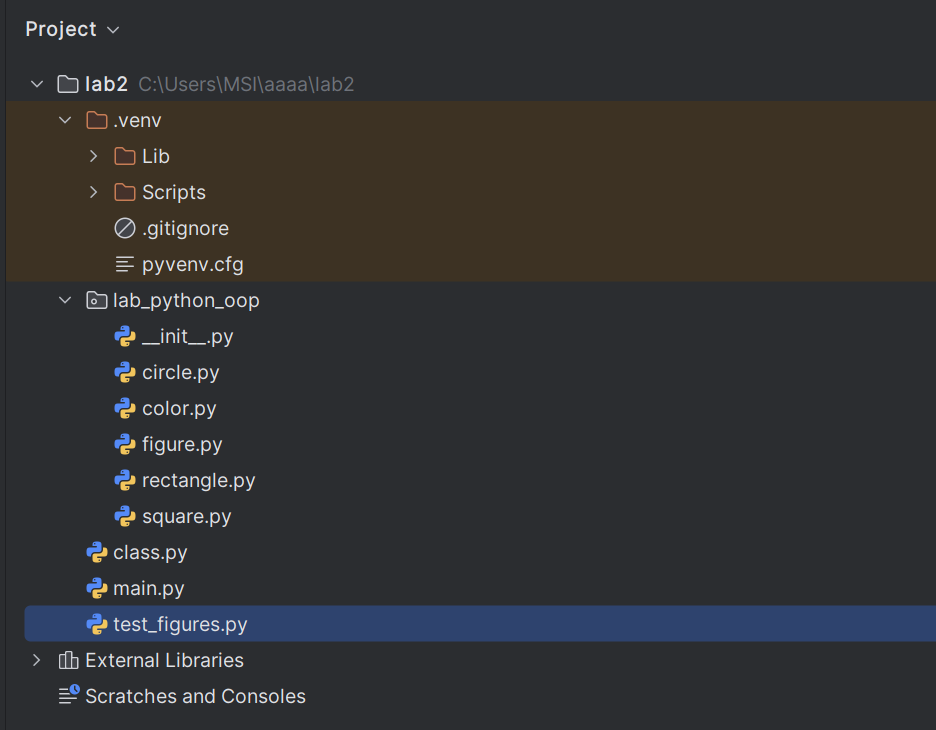 Project
lab2 C:\Users\MSI\aaaa\lab2
.venv
Lib
Scripts
.gitignore
pyvenv.cfg
lab_python_oop
__init__.py
circle.py
color.py
figure.py
rectangle.py
square.py
class.py
main.py
test_figures.py
External Libraries
Scratches and Consoles